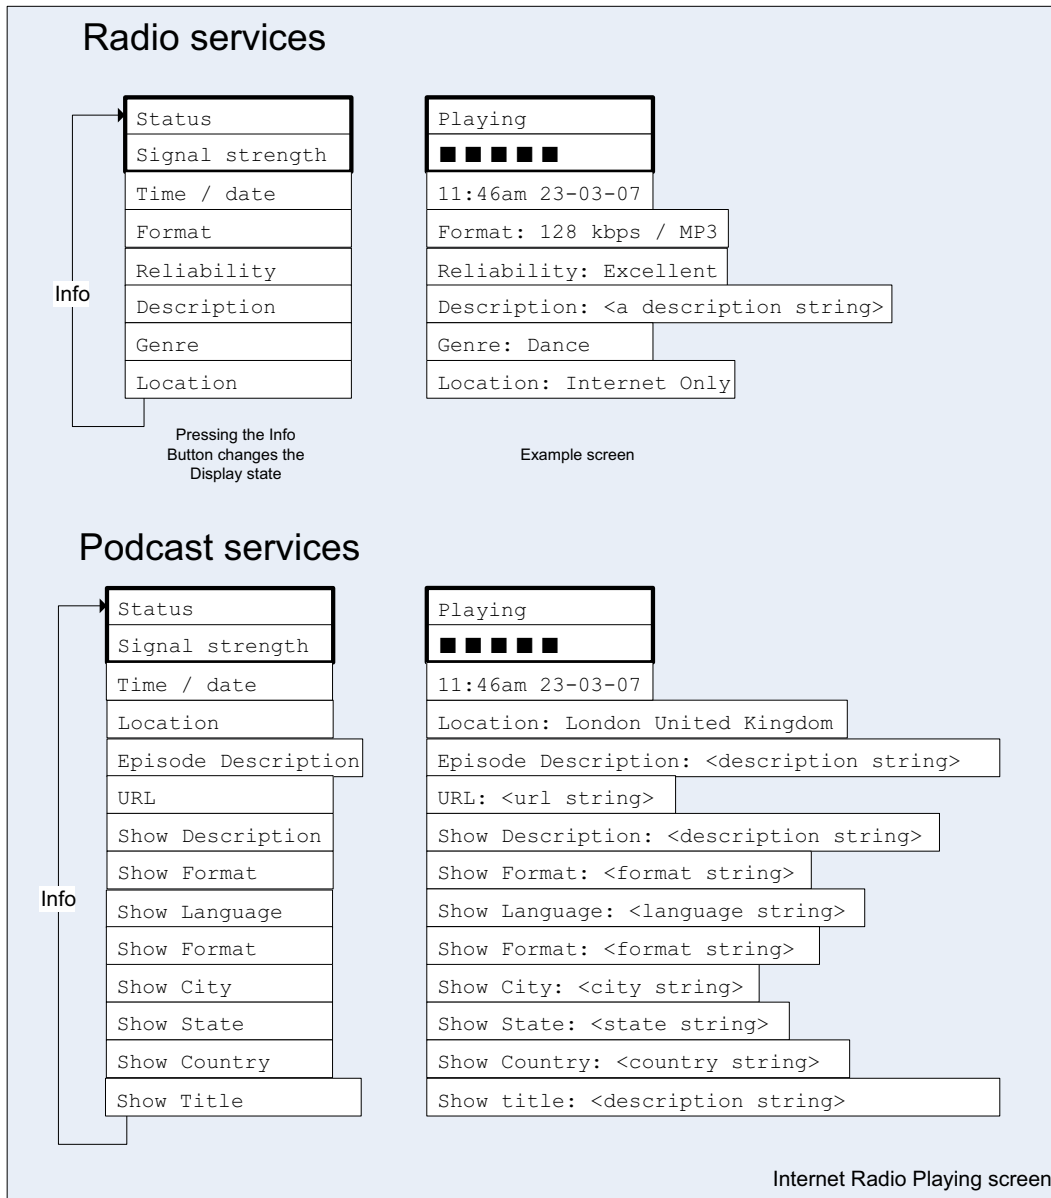 Radio services
Status
Signal strength
Time / date
Format
Reliability
Description
Genre
Location
Playing
■ ■ ■ ■ ■
11:46am 23-03-07
Format: 128 kbps / MP3
Reliability: Excellent
Description: <a description string>
Genre: Dance
Location: Internet Only
Info
Pressing the Info
Button changes the
Display state
Example screen
Podcast services
Status
Signal strength
Time / date
Location
Episode Description
URL
Show Description
Show Format
Show Language
Show Format
Show City
Show State
Show Country
Show Title
Playing
■ ■ ■ ■ ■
11:46am 23-03-07
Location: London United Kingdom
Episode Description: <description string>
URL: <url string>
Show Description: <description string>
Show Format: <format string>
Show Language: <language string>
Show Format: <format string>
Show City: <city string>
Show State: <state string>
Show Country: <country string>
Show title: <description string>
Info
Internet Radio Playing screen